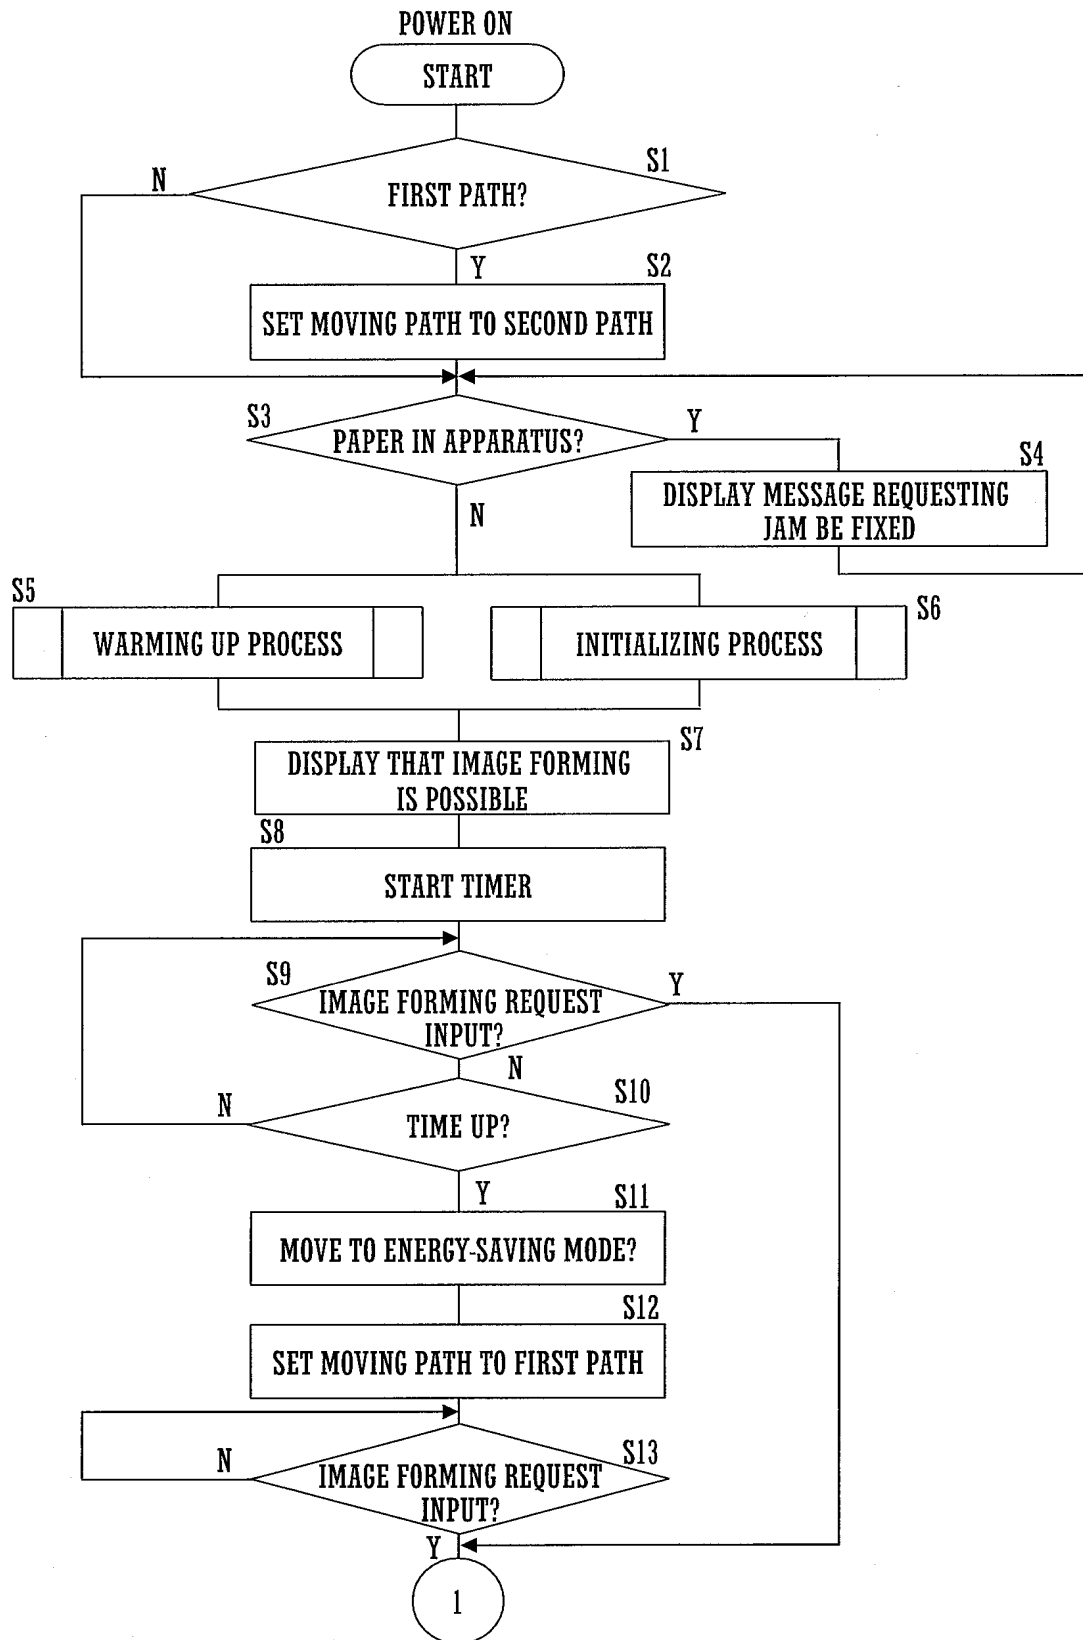 POWER ON
START
S1
N
FIRST PATH?
Y
S2
SET MOVING PATH TO SECOND PATH
S3
PAPER IN APPARATUS?
Y
N
S4
DISPLAY MESSAGE REQUESTING
JAM BE FIXED
S5
WARMING UP PROCESS
S6
INITIALIZING PROCESS
S7
DISPLAY THAT IMAGE FORMING
IS POSSIBLE
S8
START TIMER
S9
IMAGE FORMING REQUEST
INPUT?
Y
N
S10
N
TIME UP?
Y
S11
MOVE TO ENERGY-SAVING MODE?
S12
SET MOVING PATH TO FIRST PATH
S13
N
IMAGE FORMING REQUEST
INPUT?
Y
1